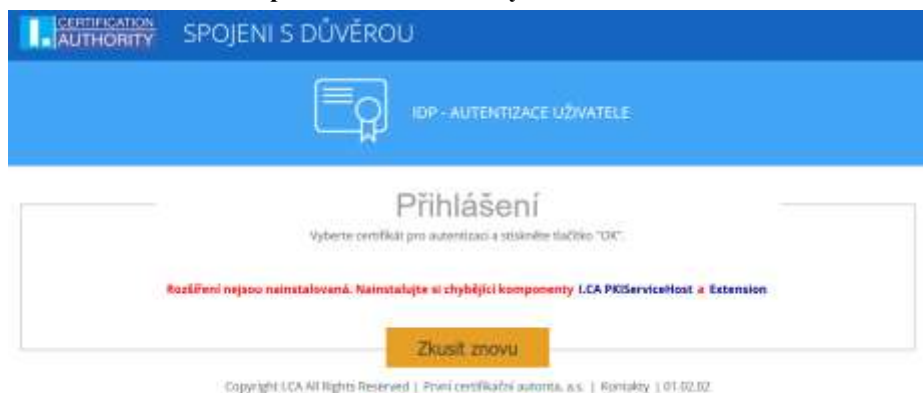 CERTIFICATION
AUTHORITY
SPOJENI S DŮVĚROU
IDP - AUTENTIZACE UŽIVATELE
Přihlášení
Vyberte certifikát pro autentizaci a stiskněte tlačítko "OK".
Rozšíření nejsou nainstalovaná. Nainstalujte si chybějící komponenty I.CA PKIServiceHost a Extension
Zkusit znovu
Copyright I.CA All Rights Reserved | První certifikační autorita, a.s. | Kontakty | 01.02.02